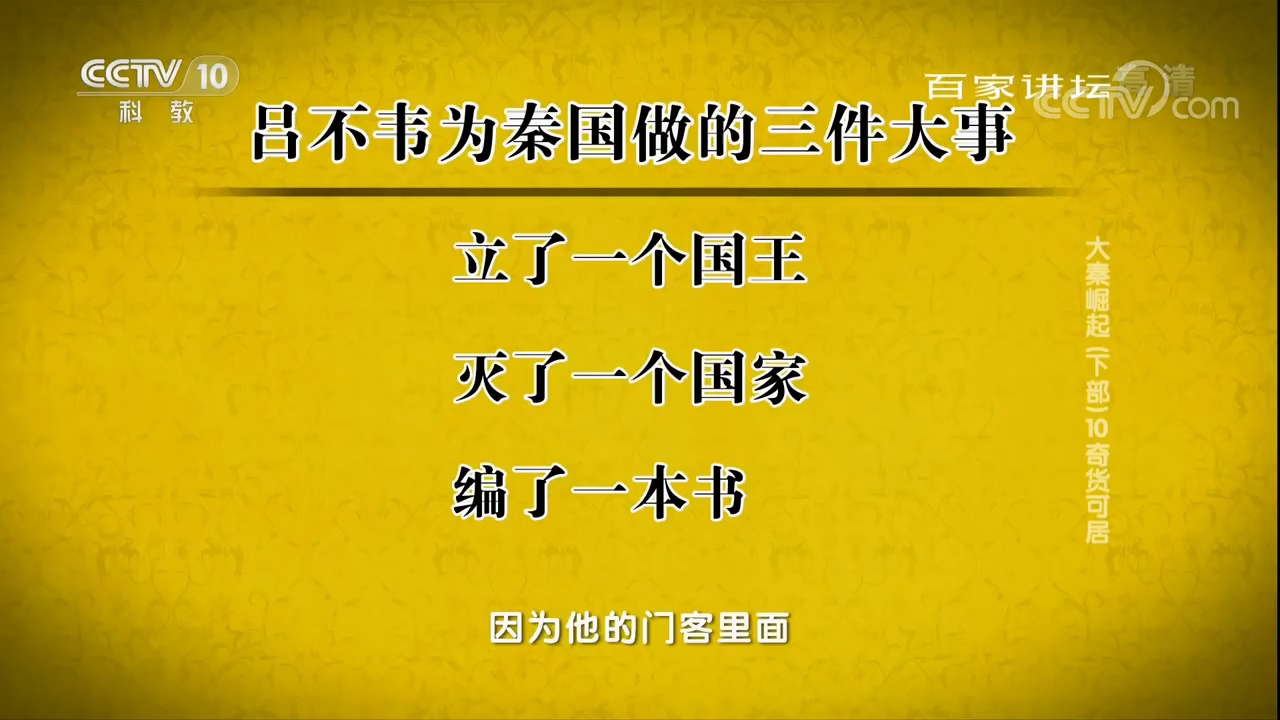 CCTV 10
科教
百家讲坛
高清
CCTV.com
吕不韦为秦国做的三件大事
立了一个国王
灭了一个国家
编了一本书
大秦崛起(下部)10奇货可居
因为他的门客里面